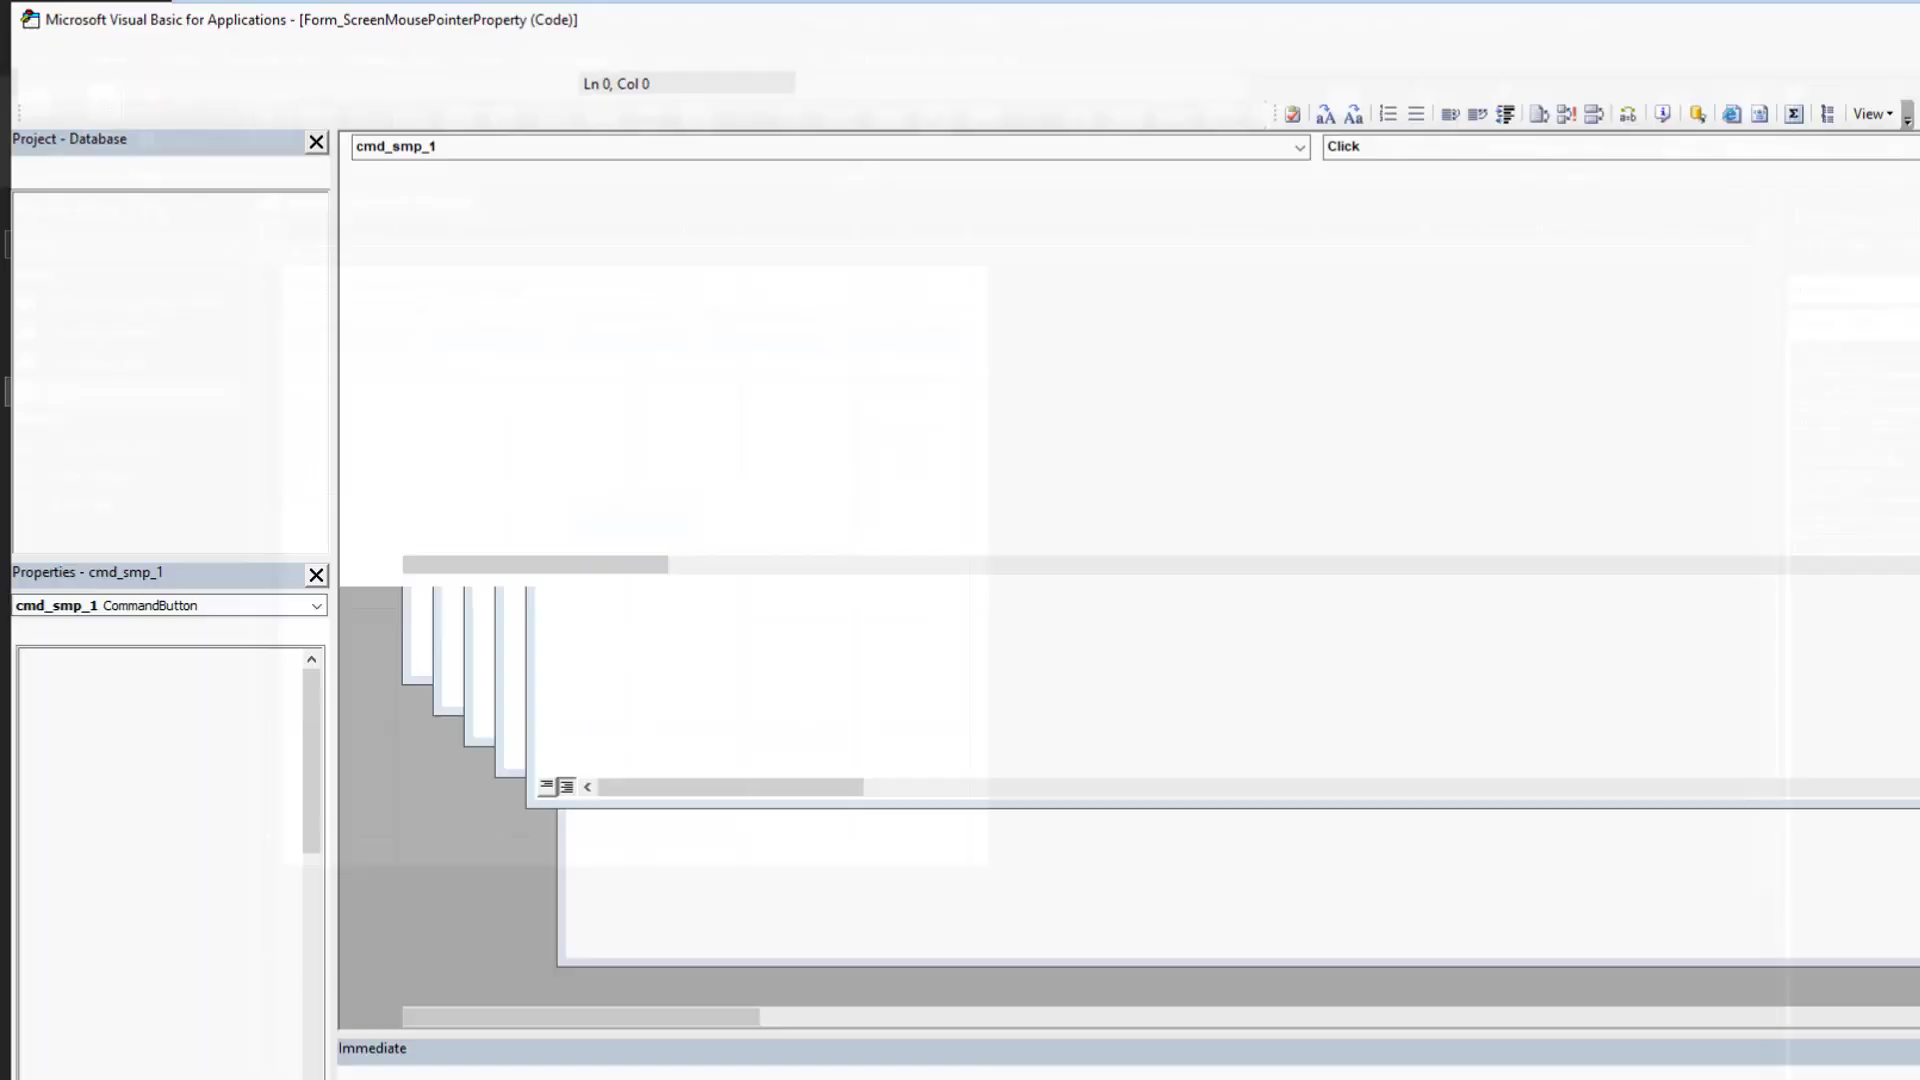 Microsoft Visual Basic for Applications - [Form_ScreenMousePointerProperty (Code)]
Ln 0, Col 0
View
Project - Database
cmd_smp_1
Click
Properties - cmd_smp_1
cmd_smp_1 CommandButton
Immediate